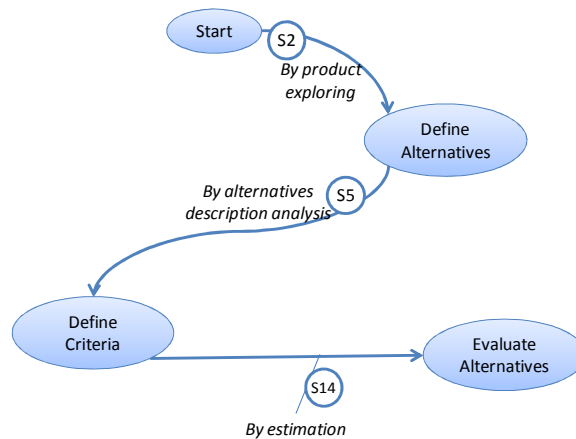 Start
S2
By product
exploring
Define
Alternatives
By alternatives
description analysis
S5
Define
Criteria
Evaluate
Alternatives
S14
By estimation